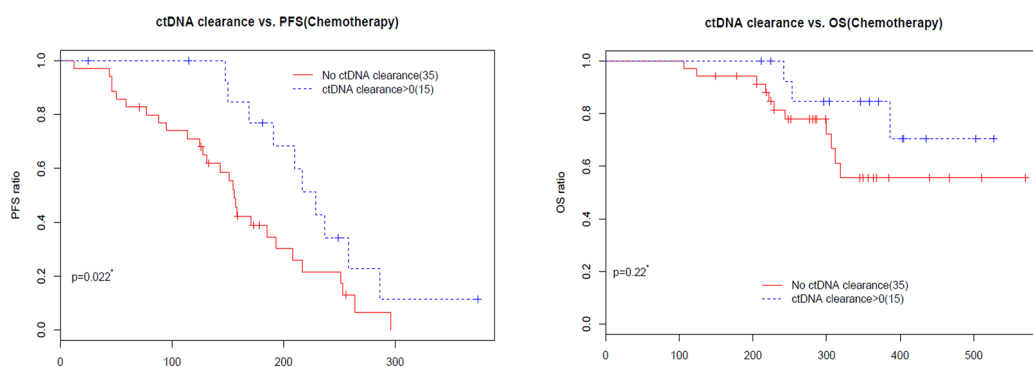 ctDNA clearance vs. PFS(Chemotherapy)
PFS ratio
1.0
0.8
0.6
0.4
0.2
0.0
No ctDNA clearance(35)
ctDNA clearance>0(15)
p=0.022*
0 100 200 300
ctDNA clearance vs. OS(Chemotherapy)
OS ratio
1.0
0.8
0.6
0.4
0.2
0.0
p=0.22*
No ctDNA clearance(35)
ctDNA clearance>0(15)
0 100 200 300 400 500